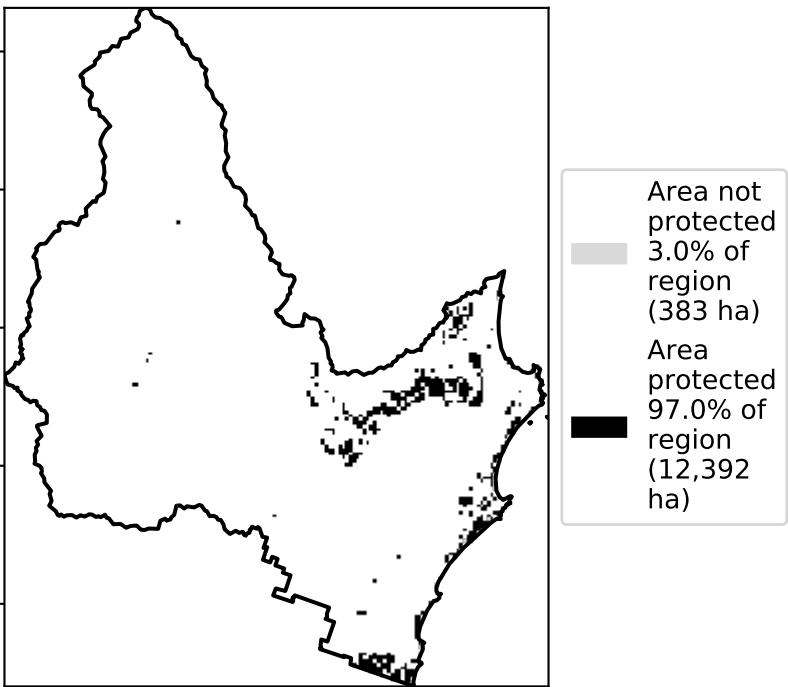 Area not
protected
3.0% of
region
(383 ha)
Area
protected
97.0% of
region
(12,392
ha)